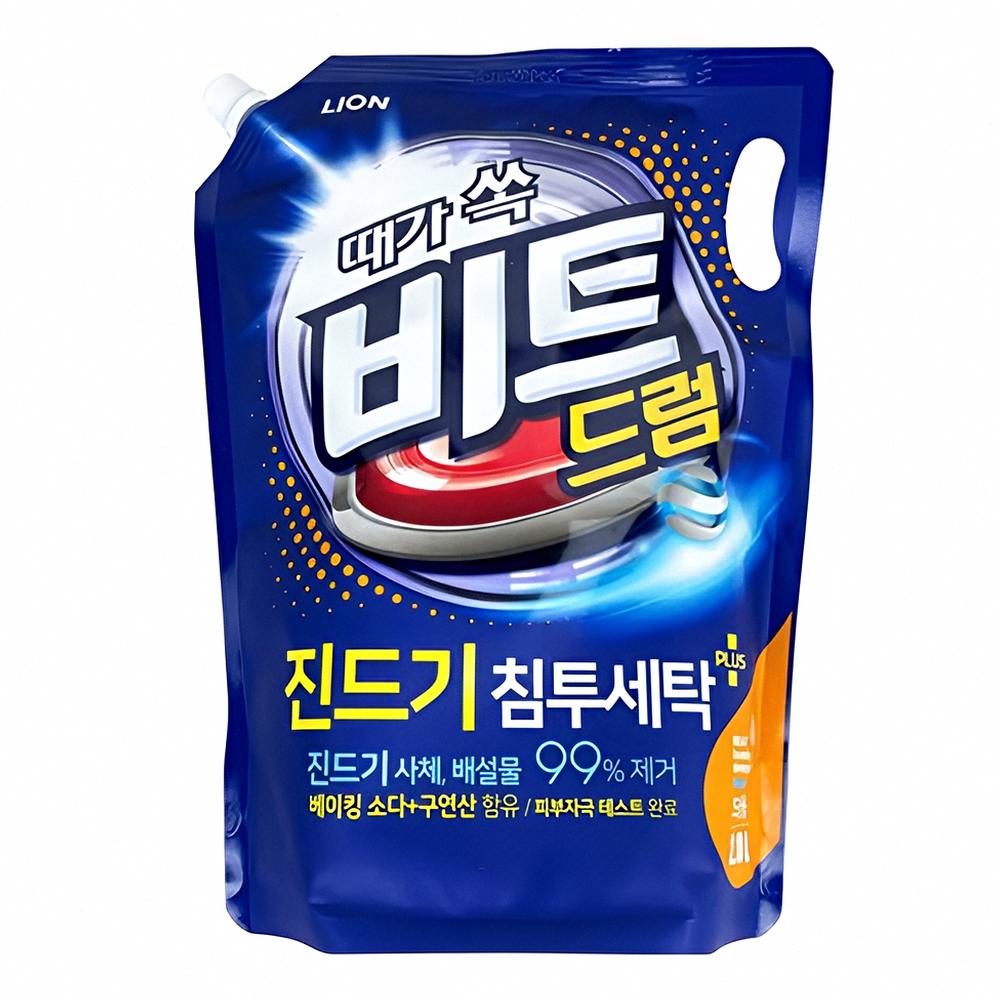 LION
때가 쏙
비트
드럼
진드기 침투세탁 PLUS
진드기 사체, 배설물 99% 제거
베이킹 소다+구연산 함유 / 피부자극 테스트 완료